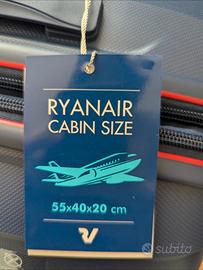 RYANAIR
CABIN SIZE
55x40x20 cm
subito